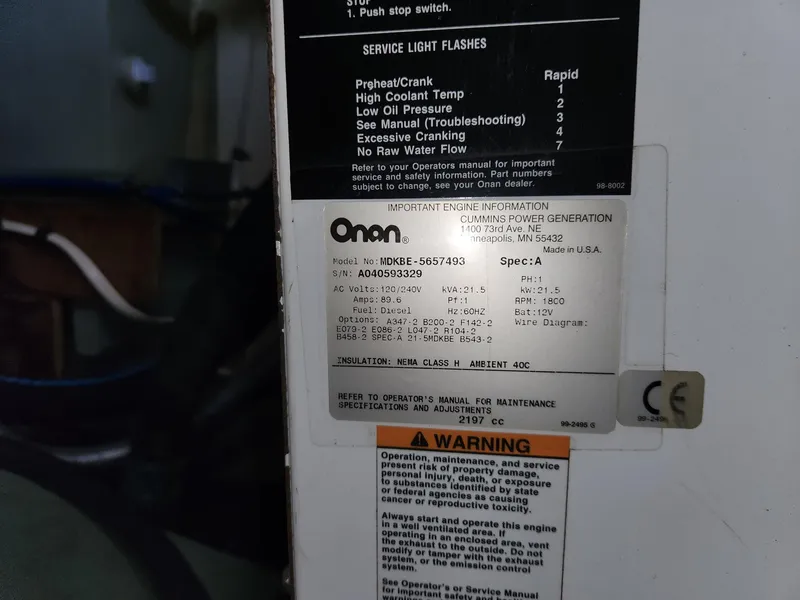 STOP
1. Push stop switch.
SERVICE LIGHT FLASHES
Preheat/Crank Rapid
High Coolant Temp 1
Low Oil Pressure 2
See Manual (Troubleshooting) 3
Excessive Cranking 4
No Raw Water Flow 7
Refer to your Operators manual for important
service and safety information. Part numbers
subject to change, see your Onan dealer.
98-8002
IMPORTANT ENGINE INFORMATION
Onan®
CUMMINS POWER GENERATION
1400 73rd Ave. NE
Minneapolis, MN 55432
Made in U.S.A.
Model No: MDKBE-5657493 Spec: A
S/N: A040593329
PH:1
AC Volts: 120/240V kVA: 21.5 kW: 21.5
Amps: 89.6 Pf: 1 RPM: 1800
Fuel: Diesel Hz: 60HZ Bat: 12V
Options: A347-2 B200-2 F142-2 Wire Diagram:
E079-2 E086-2 L047-2 R104-2
B458-2 SPEC-A 21-5MDKBE B543-2
INSULATION: NEMA CLASS H AMBIENT 40C
REFER TO OPERATOR'S MANUAL FOR MAINTENANCE
SPECIFICATIONS AND ADJUSTMENTS
2197 cc
99-2495 G
CE
WARNING
Operation, maintenance, and service
present risk of property damage,
personal injury, death, or exposure
to substances identified by state
or federal agencies as causing
cancer or reproductive toxicity.
Always start and operate this engine
in a well ventilated area. If
operating in an enclosed area, vent
the exhaust to the outside. Do not
modify or tamper with the exhaust
system, or the emission control
system.
See Operator's or Service Manual
for important safety and